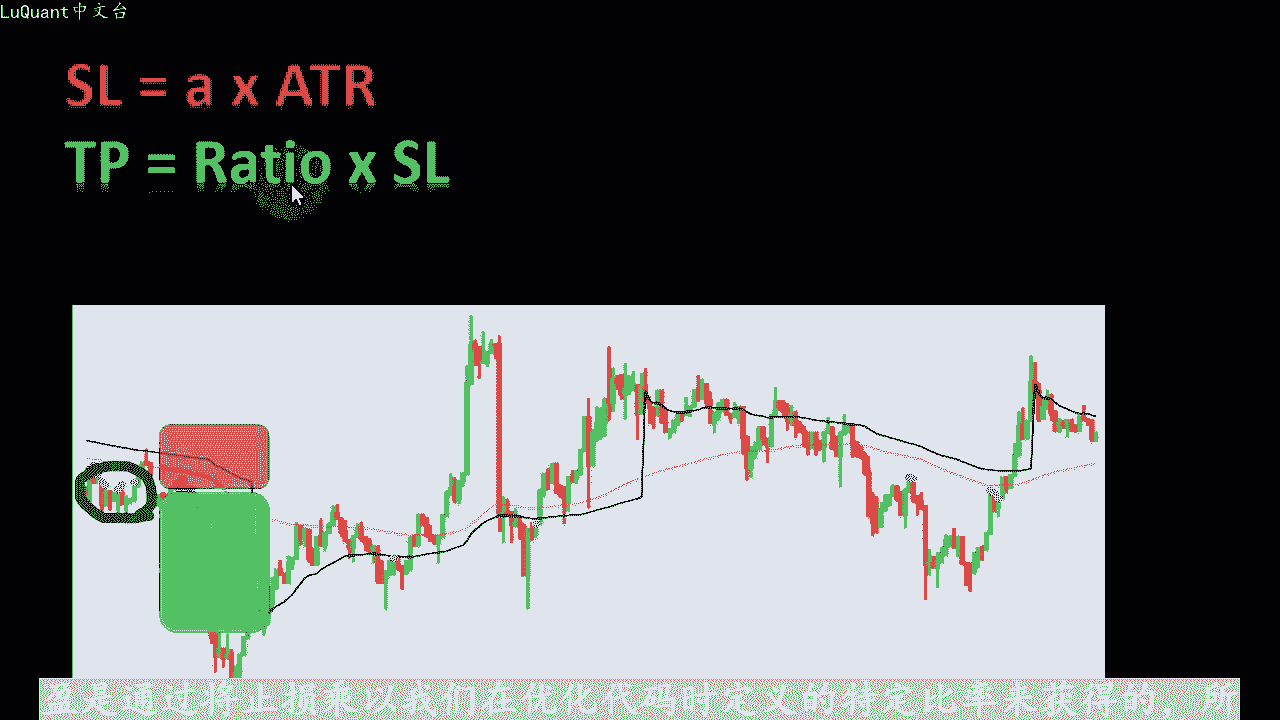 LuQuant中文台
SL = a x ATR
TP = Ratio x SL
盈是通过将止损乘以我们在优化代码时定义的特定比率来获得的，所